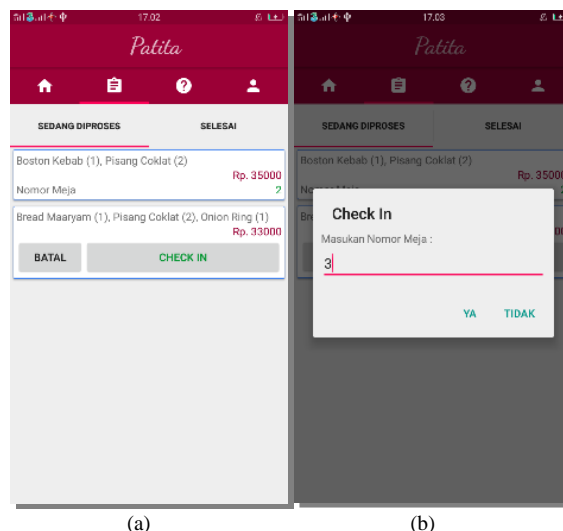 17.02
Patita
SEDANG DIPROSES SELESAI
Boston Kebab (1), Pisang Coklat (2)
Rp. 35000
Nomor Meja 2
Bread Maaryam (1), Pisang Coklat (2), Onion Ring (1)
Rp. 33000
BATAL CHECK IN
(a)
17.03
Patita
SEDANG DIPROSES SELESAI
Boston Kebab (1), Pisang Coklat (2)
Rp. 3500
Check In
Masukan Nomor Meja :
3
YA TIDAK
(b)